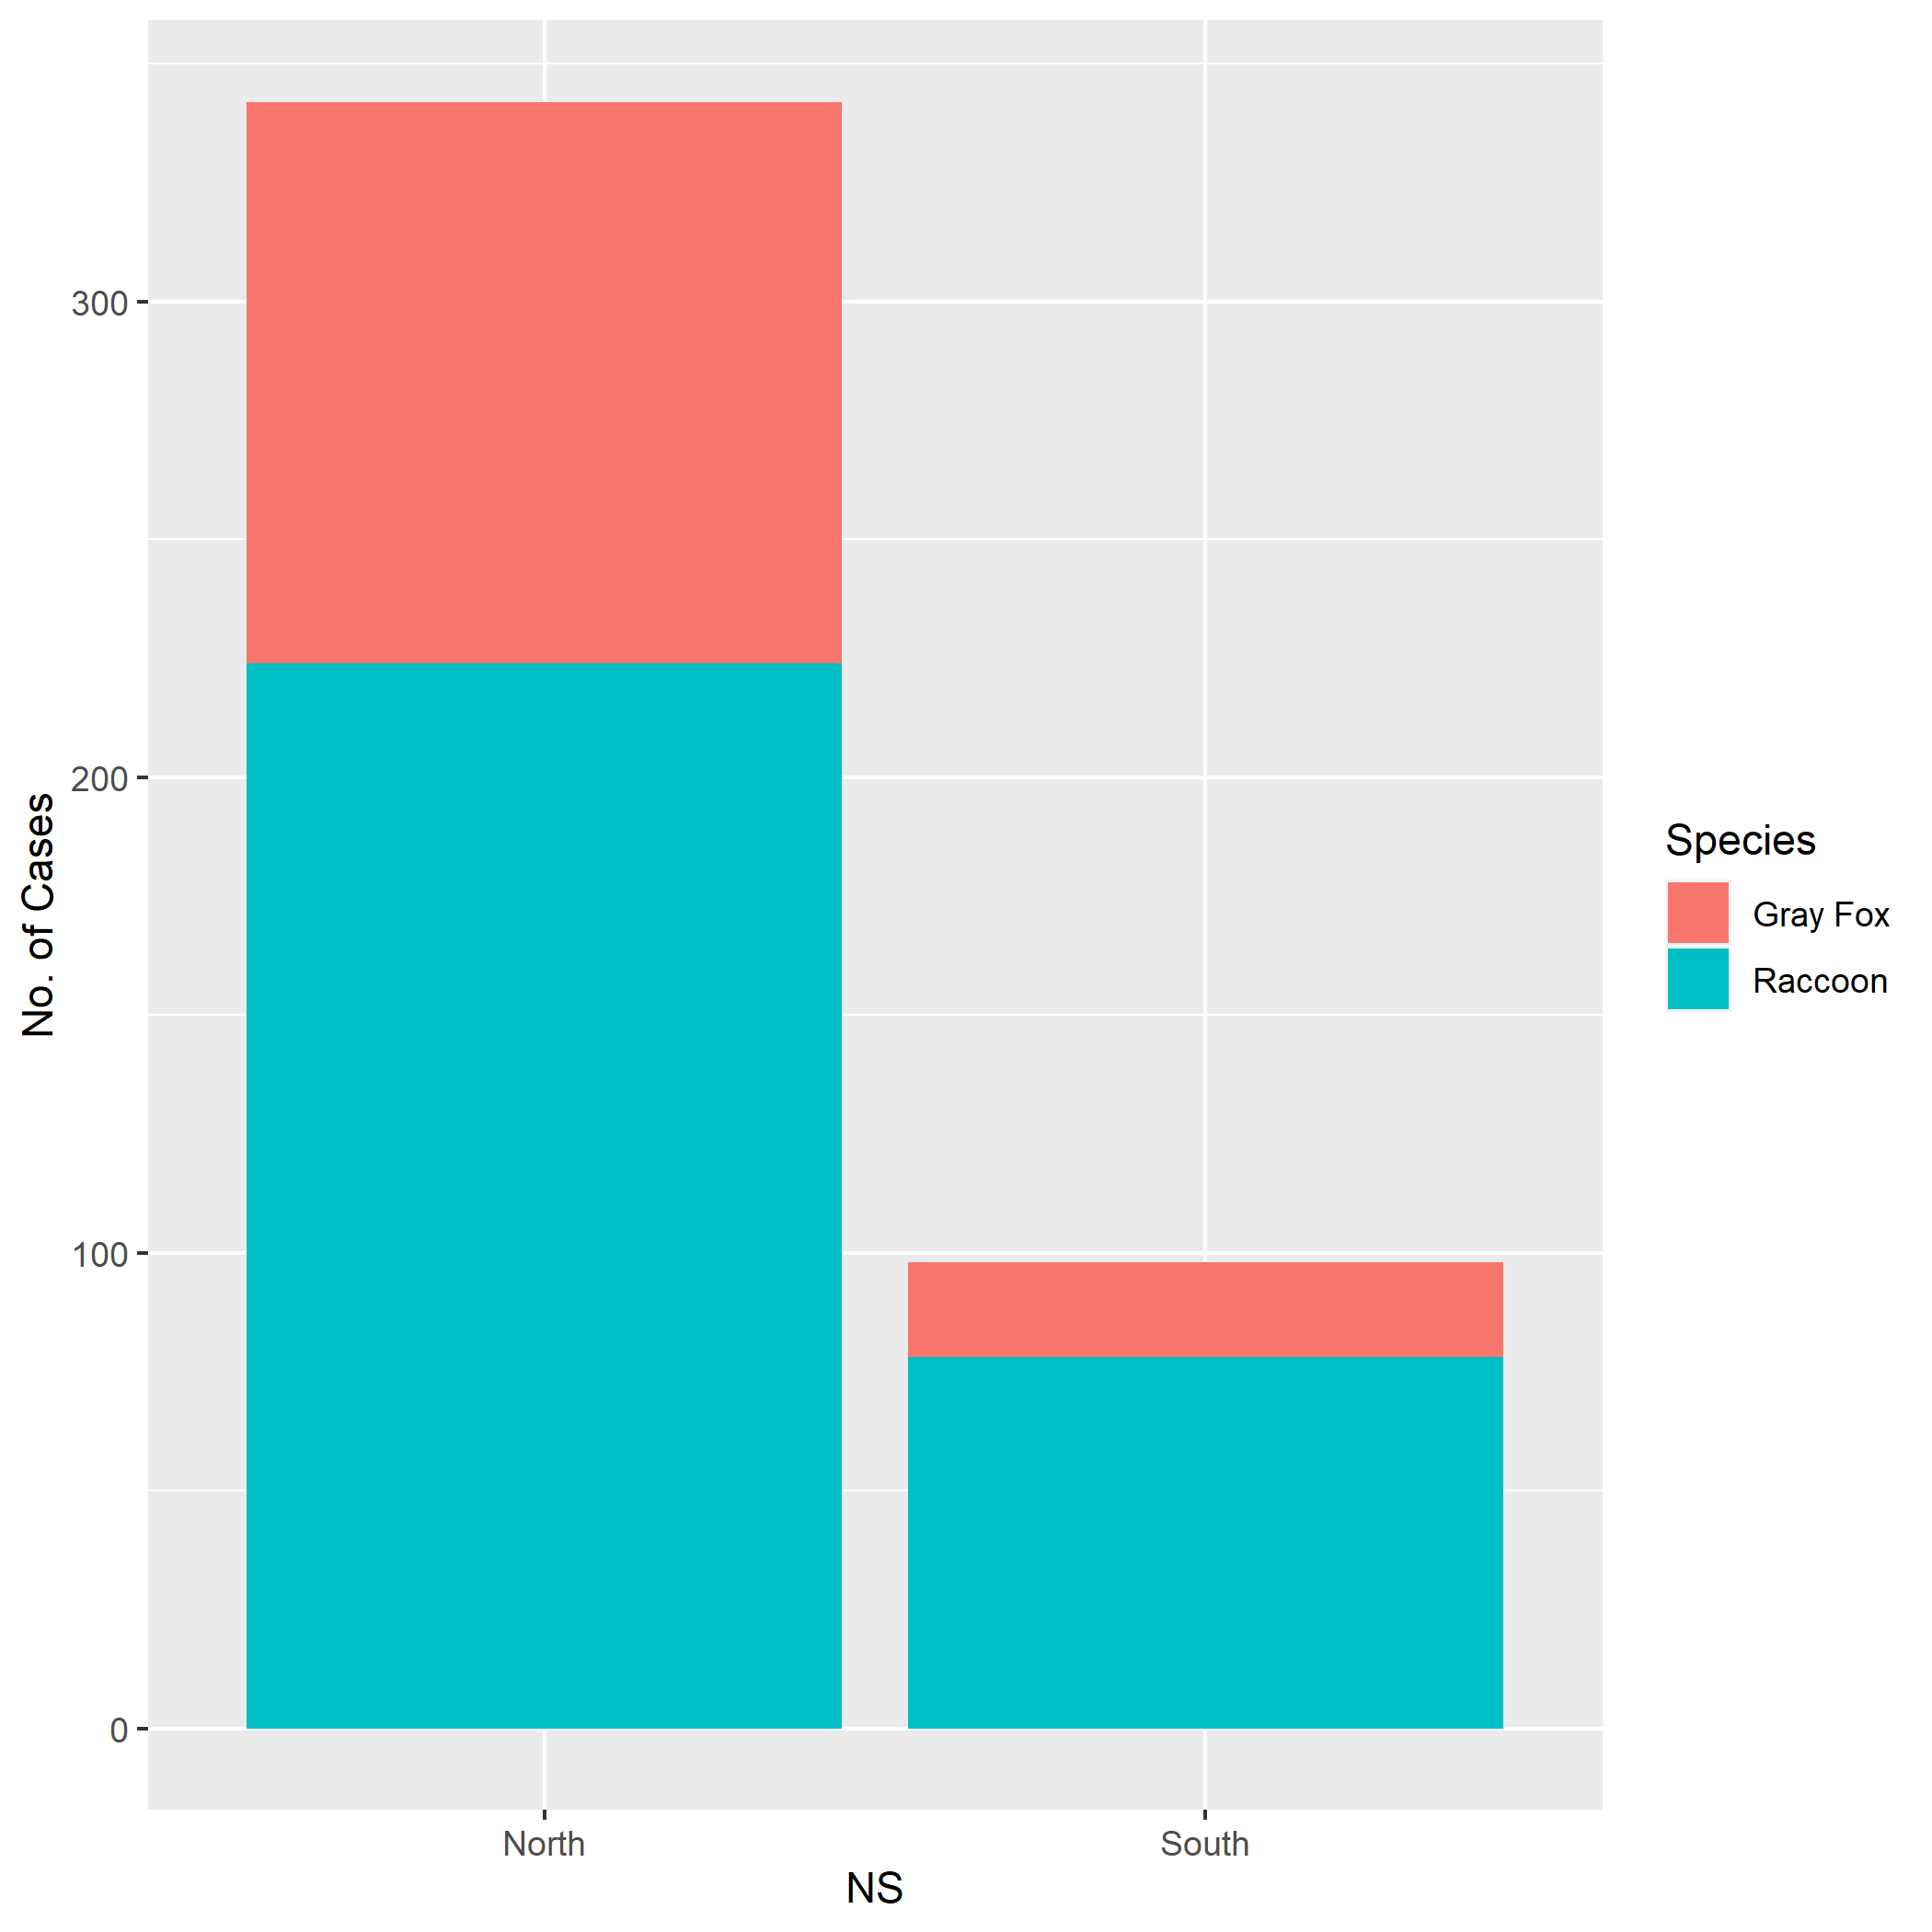 No. of Cases
300
200
100
0
North
South
NS
Species
Gray Fox
Raccoon